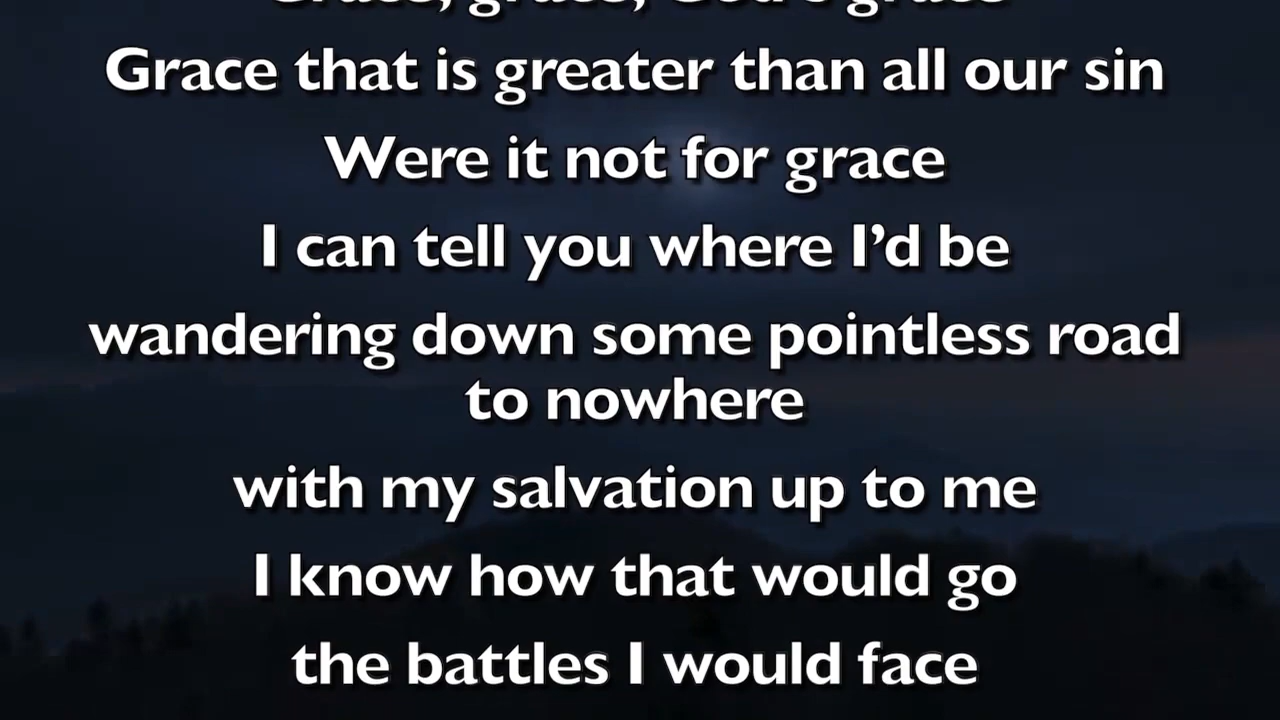 Grace, grace, God's grace
Grace that is greater than all our sin
Were it not for grace
I can tell you where I’d be
wandering down some pointless road
to nowhere
with my salvation up to me
I know how that would go
the battles I would face